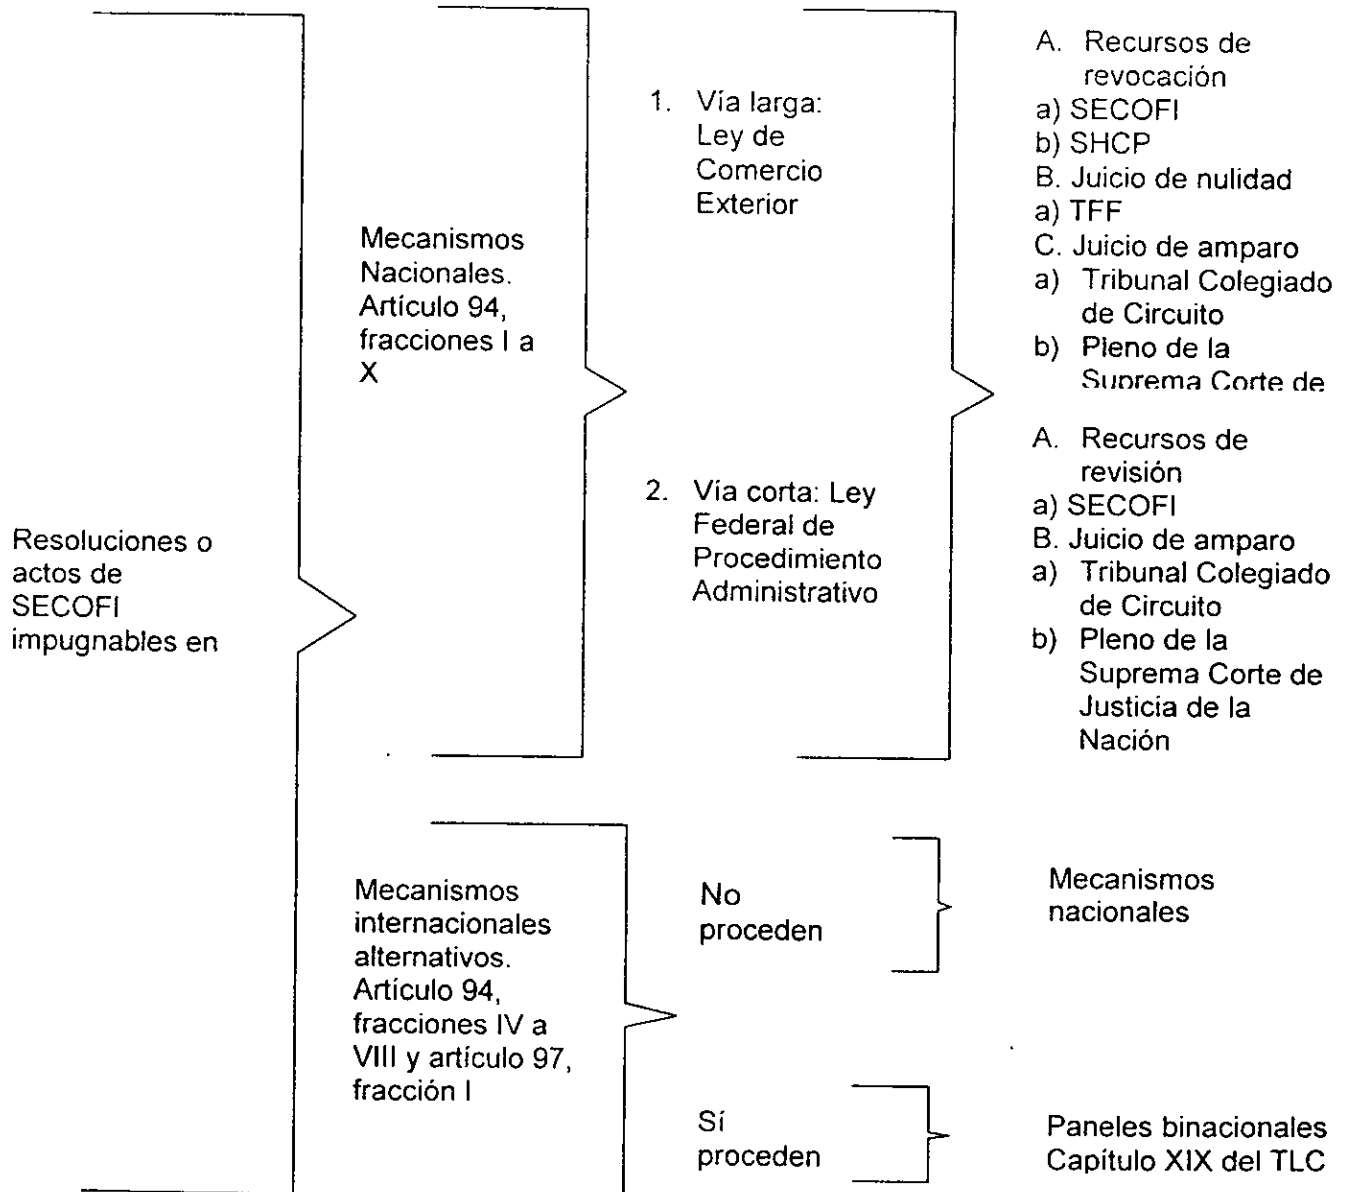 Resoluciones o
actos de
SECOFI
impugnables en
Mecanismos
Nacionales.
Artículo 94,
fracciones I a
X
1. Vía larga:
Ley de
Comercio
Exterior
A. Recursos de
revocación
a) SECOFI
b) SHCP
B. Juicio de nulidad
a) TFF
C. Juicio de amparo
a) Tribunal Colegiado
de Circuito
b) Pleno de la
Suprema Corte de
2. Vía corta: Ley
Federal de
Procedimiento
Administrativo
A. Recursos de
revisión
a) SECOFI
B. Juicio de amparo
a) Tribunal Colegiado
de Circuito
b) Pleno de la
Suprema Corte de
Justicia de la
Nación
Mecanismos
internacionales
alternativos.
Artículo 94,
fracciones IV a
VIII y artículo 97,
fracción I
No
proceden
Mecanismos
nacionales
Sí
proceden
Paneles binacionales
Capítulo XIX del TLC